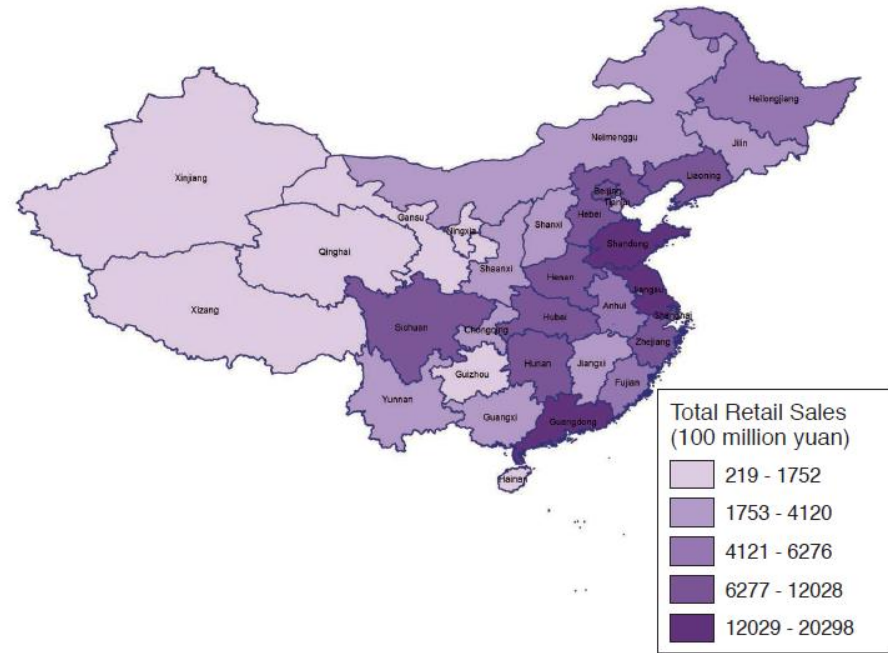 Heilongjiang
Neimenggu
Jilin
Xinjiang
Liaoning
Beijing
Tianjin
Gansu
Hebei
Ningxia
Shanxi
Shandong
Qinghai
Shaanxi
Henan
Jiangsu
Xizang
Anhui
Sichuan
Hubei
Shanghai
Chongqing
Zhejiang
Hunan
Jiangxi
Guizhou
Fujian
Yunnan
Guangxi
Guangdong
Hainan
Total Retail Sales
(100 million yuan)
219 - 1752
1753 - 4120
4121 - 6276
6277 - 12028
12029 - 20298